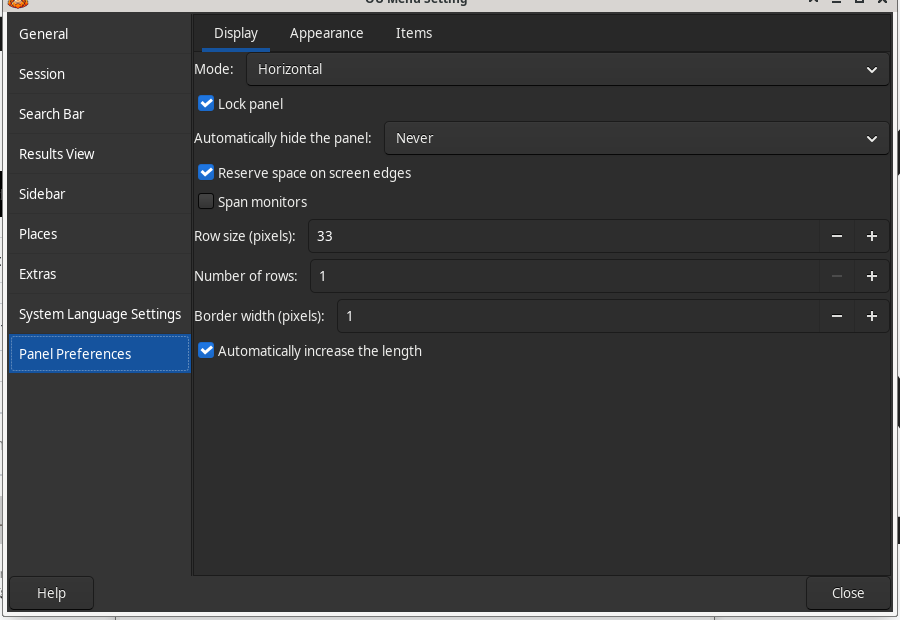 General
Session
Search Bar
Results View
Sidebar
Places
Extras
System Language Settings
Panel Preferences
Display Appearance Items
Mode: Horizontal
Lock panel
Automatically hide the panel: Never
Reserve space on screen edges
Span monitors
Row size (pixels): 33
Number of rows: 1
Border width (pixels): 1
Automatically increase the length
Help Close